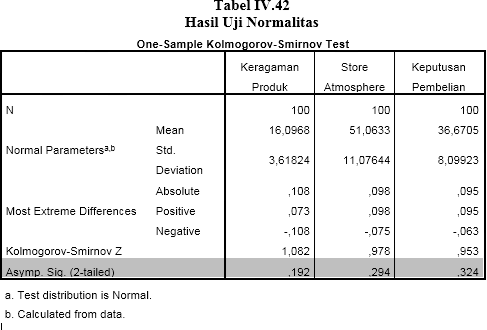 Tabel IV.42
Hasil Uji Normalitas
One-Sample Kolmogorov-Smirnov Test
Keragaman Produk Store Atmosphere Keputusan Pembelian
N 100 100 100
Normal Parametersa,b Mean 16,0968 51,0633 36,6705
Std. Deviation 3,61824 11,07644 8,09923
Most Extreme Differences Absolute ,108 ,098 ,095
Positive ,073 ,098 ,095
Negative -,108 -,075 -,063
Kolmogorov-Smirnov Z 1,082 ,978 ,953
Asymp. Sig. (2-tailed) .192 .294 .324
a. Test distribution is Normal.
b. Calculated from data.